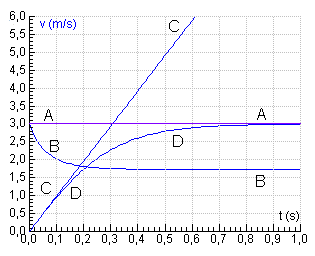 6,0
v (m/s)
C
5,5
5,0
4,5
4,0
3,5
A
A
3,0
2,5
B
D
2,0
1,5
B
C
D
1,0
0,5
t (s)
0,0
0,0 0,1 0,2 0,3 0,4 0,5 0,6 0,7 0,8 0,9 1,0